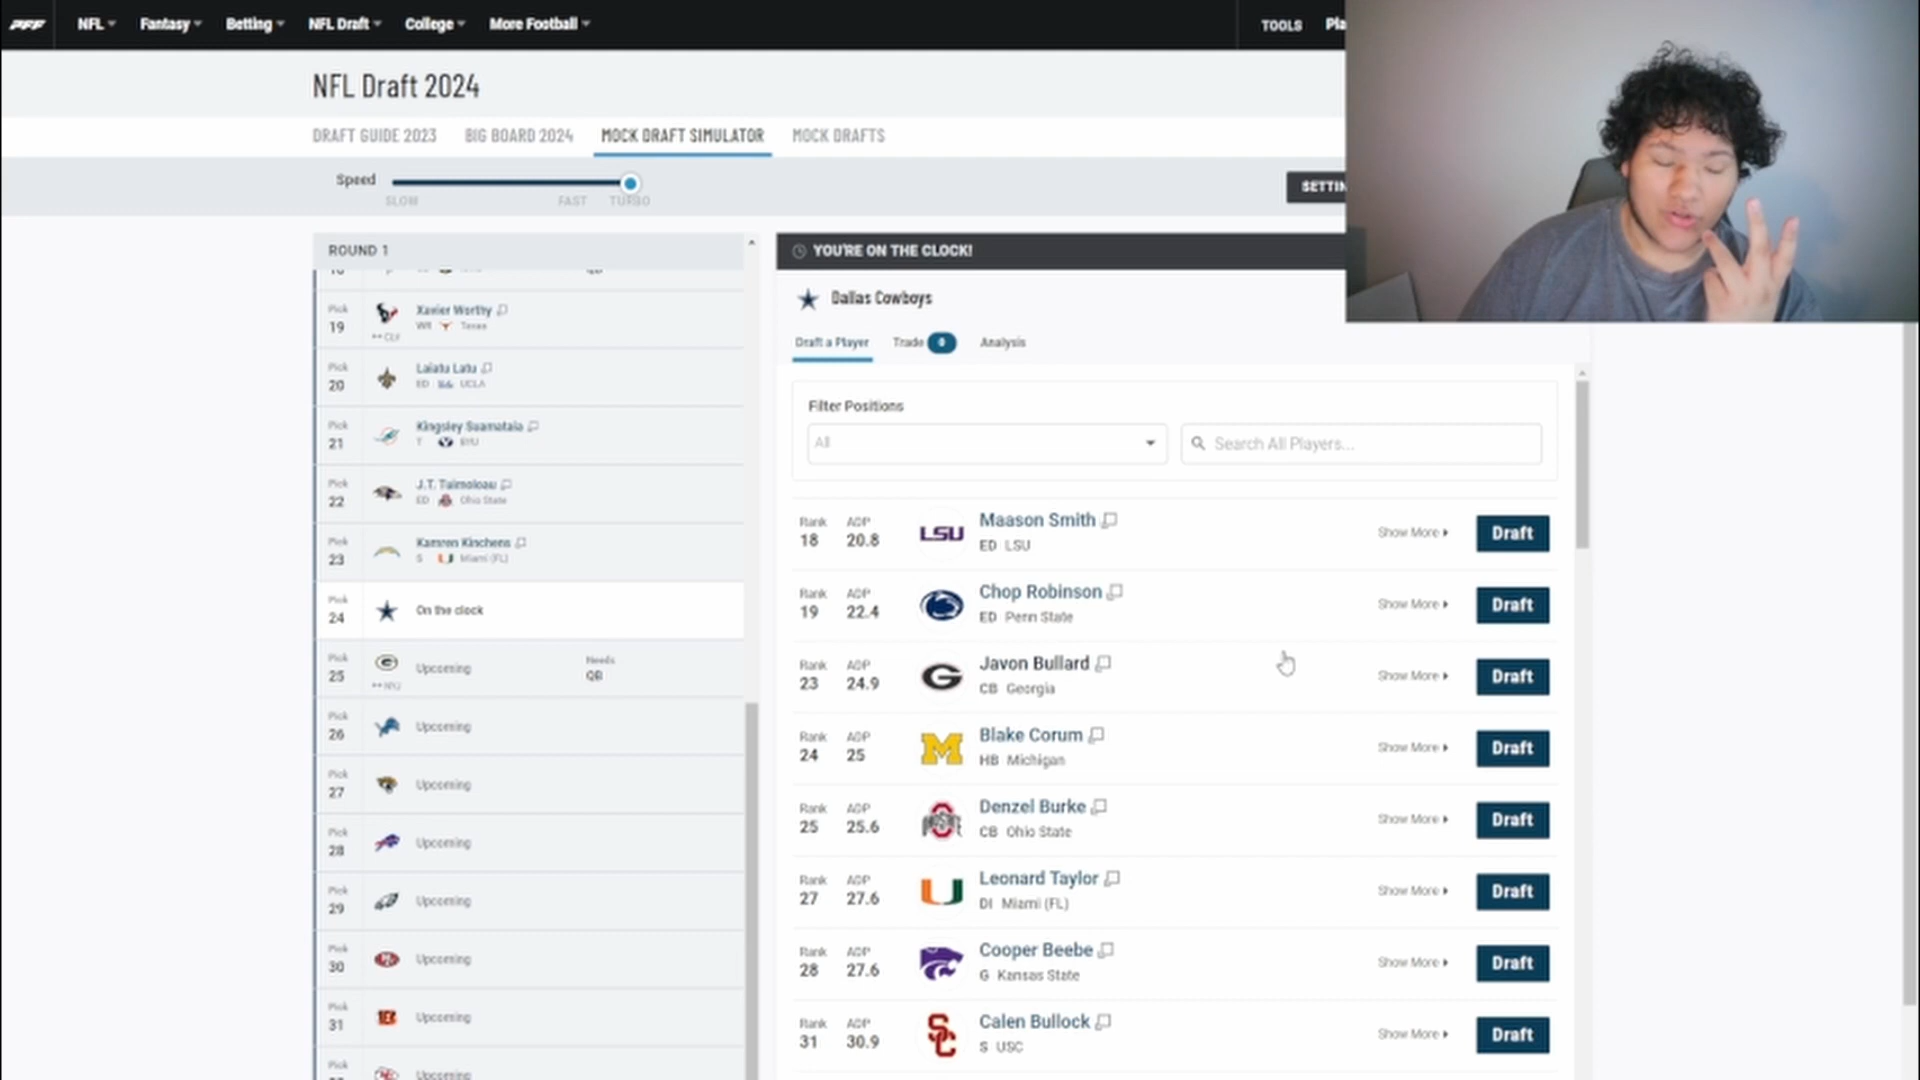 PFF NFL Fantasy Betting NFL Draft College More Football TOOLS
NFL Draft 2024
DRAFT GUIDE 2023 BIG BOARD 2024 MOCK DRAFT SIMULATOR MOCK DRAFTS
Speed
SLOW FAST TURBO
SETTIN
ROUND 1
QB
Pick 19 Xavier Worthy
WR Texas
CLE
Pick 20 Laiatu Latu
ED UCLA
Pick 21 Kingsley Suamataia
T BYU
Pick 22 J.T. Tuimoloau
ED Ohio State
Pick 23 Kamren Kinchens
S Miami (FL)
Pick 24 On the clock
Pick 25 Upcoming Needs
QB
NYJ
Pick 26 Upcoming
Pick 27 Upcoming
Pick 28 Upcoming
Pick 29 Upcoming
Pick 30 Upcoming
Pick 31 Upcoming
Pick Upcoming
YOU'RE ON THE CLOCK!
Dallas Cowboys
Draft a Player Trade 0 Analysis
Filter Positions
All Search All Players...
Rank 18 ADP 20.8 LSU Maason Smith Show More Draft
ED LSU
Rank 19 ADP 22.4 Chop Robinson Show More Draft
ED Penn State
Rank 23 ADP 24.9 Javon Bullard Show More Draft
CB Georgia
Rank 24 ADP 25 Blake Corum Show More Draft
HB Michigan
Rank 25 ADP 25.6 Denzel Burke Show More Draft
CB Ohio State
Rank 27 ADP 27.6 Leonard Taylor Show More Draft
DI Miami (FL)
Rank 28 ADP 27.6 Cooper Beebe Show More Draft
G Kansas State
Rank 31 ADP 30.9 Calen Bullock Show More Draft
S USC